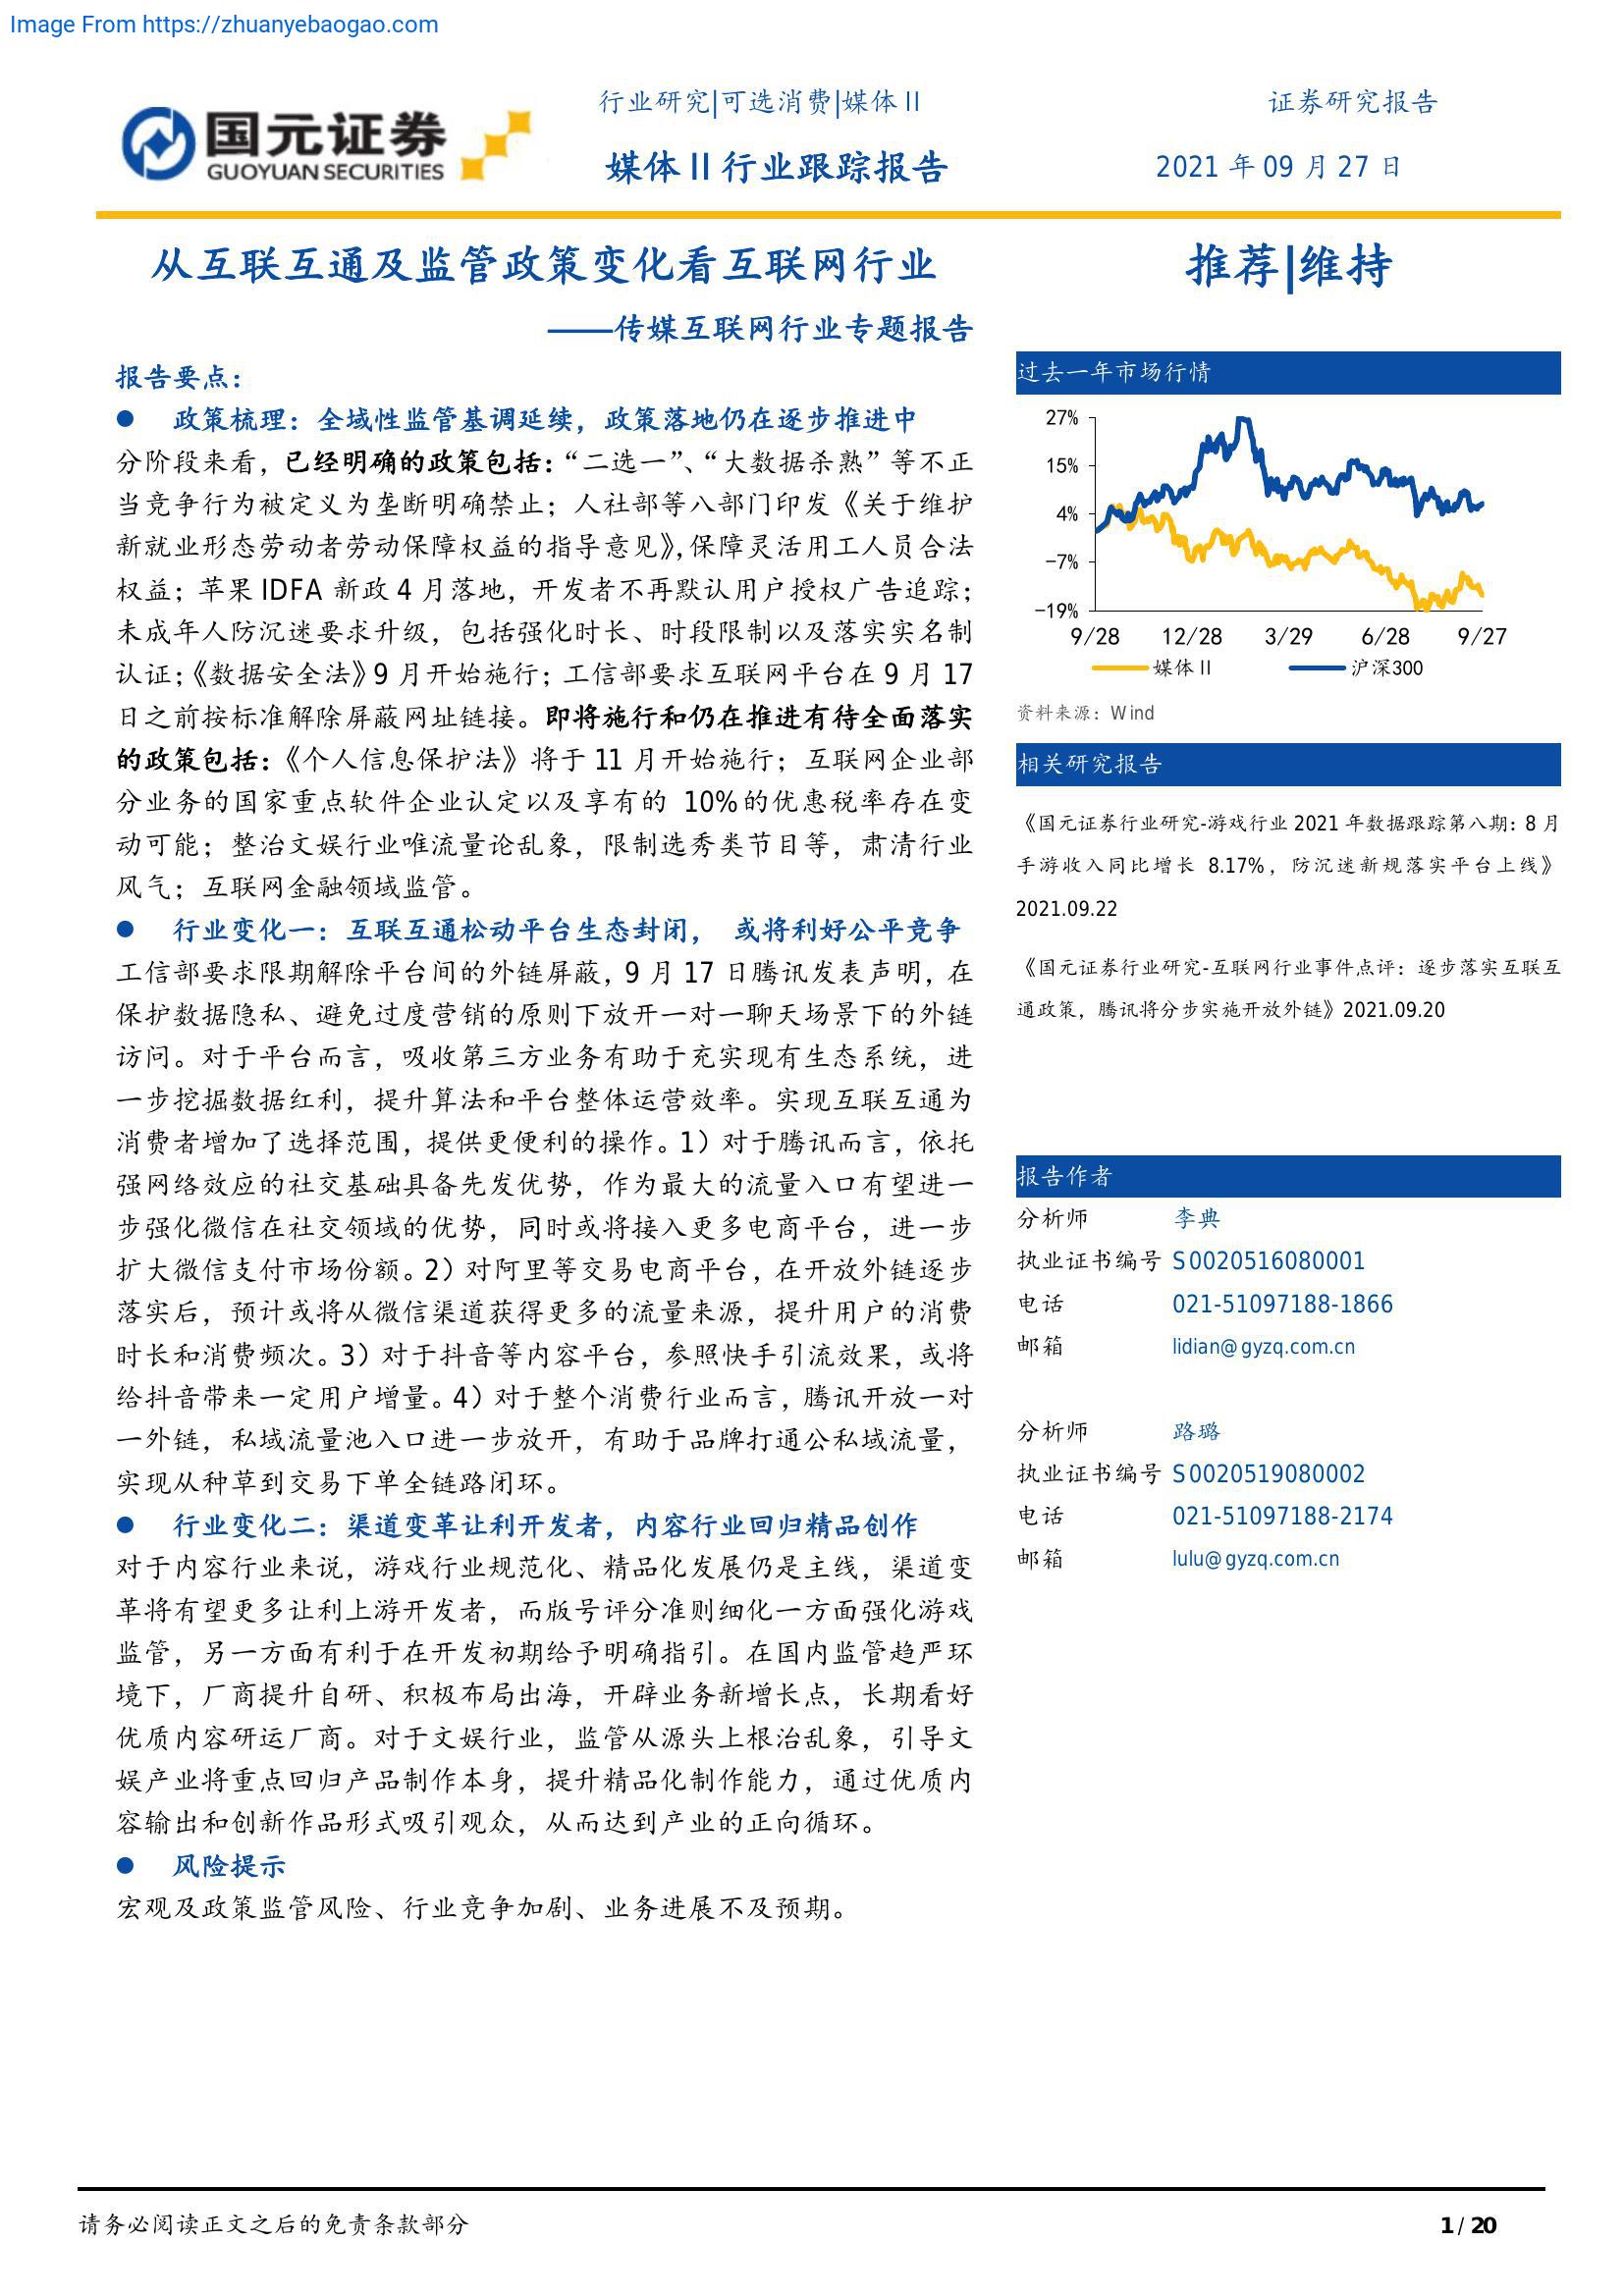 Image From https://zhuanyebaogao.com
国元证券
GUOYUAN SECURITIES
行业研究|可选消费|媒体Ⅱ
证券研究报告
媒体Ⅱ行业跟踪报告
2021 年 09 月 27 日
从互联互通及监管政策变化看互联网行业
——传媒互联网行业专题报告
报告要点：
● 政策梳理：全域性监管基调延续，政策落地仍在逐步推进中
分阶段来看，已经明确的政策包括：“二选一”、“大数据杀熟”等不正
当竞争行为被定义为垄断明确禁止；人社部等八部门印发《关于维护
新就业形态劳动者劳动保障权益的指导意见》，保障灵活用工人员合法
权益；苹果 IDFA 新政 4 月落地，开发者不再默认用户授权广告追踪；
未成年人防沉迷要求升级，包括强化时长、时段限制以及落实实名制
认证；《数据安全法》9 月开始施行；工信部要求互联网平台在 9 月 17
日之前按标准解除屏蔽网址链接。即将施行和仍在推进有待全面落实
的政策包括：《个人信息保护法》将于 11 月开始施行；互联网企业部
分业务的国家重点软件企业认定以及享有的 10%的优惠税率存在变
动可能；整治文娱行业唯流量论乱象，限制选秀类节目等，肃清行业
风气；互联网金融领域监管。
● 行业变化一：互联互通松动平台生态封闭， 或将利好公平竞争
工信部要求限期解除平台间的外链屏蔽，9 月 17 日腾讯发表声明，在
保护数据隐私、避免过度营销的原则下放开一对一聊天场景下的外链
访问。对于平台而言，吸收第三方业务有助于充实现有生态系统，进
一步挖掘数据红利，提升算法和平台整体运营效率。实现互联互通为
消费者增加了选择范围，提供更便利的操作。1）对于腾讯而言，依托
强网络效应的社交基础具备先发优势，作为最大的流量入口有望进一
步强化微信在社交领域的优势，同时或将接入更多电商平台，进一步
扩大微信支付市场份额。2）对阿里等交易电商平台，在开放外链逐步
落实后，预计或将从微信渠道获得更多的流量来源，提升用户的消费
时长和消费频次。3）对于抖音等内容平台，参照快手引流效果，或将
给抖音带来一定用户增量。4）对于整个消费行业而言，腾讯开放一对
一外链，私域流量池入口进一步放开，有助于品牌打通公私域流量，
实现从种草到交易下单全链路闭环。
● 行业变化二：渠道变革让利开发者，内容行业回归精品创作
对于内容行业来说，游戏行业规范化、精品化发展仍是主线，渠道变
革将有望更多让利上游开发者，而版号评分准则细化一方面强化游戏
监管，另一方面有利于在开发初期给予明确指引。在国内监管趋严环
境下，厂商提升自研、积极布局出海，开辟业务新增长点，长期看好
优质内容研运厂商。对于文娱行业，监管从源头上根治乱象，引导文
娱产业将重点回归产品制作本身，提升精品化制作能力，通过优质内
容输出和创新作品形式吸引观众，从而达到产业的正向循环。
● 风险提示
宏观及政策监管风险、行业竞争加剧、业务进展不及预期。
推荐|维持
过去一年市场行情
27%
15%
4%
-7%
-19%
9/28 12/28 3/29 6/28 9/27
媒体Ⅱ 沪深300
资料来源：Wind
相关研究报告
《国元证券行业研究-游戏行业 2021 年数据跟踪第八期：8 月
手游收入同比增长 8.17%，防沉迷新规落实平台上线》
2021.09.22
《国元证券行业研究-互联网行业事件点评：逐步落实互联互
通政策，腾讯将分步实施开放外链》2021.09.20
报告作者
分析师 李典
执业证书编号 S0020516080001
电话 021-51097188-1866
邮箱 lidian@gyzq.com.cn
分析师 路璐
执业证书编号 S0020519080002
电话 021-51097188-2174
邮箱 lulu@gyzq.com.cn
请务必阅读正文之后的免责条款部分
1 / 20